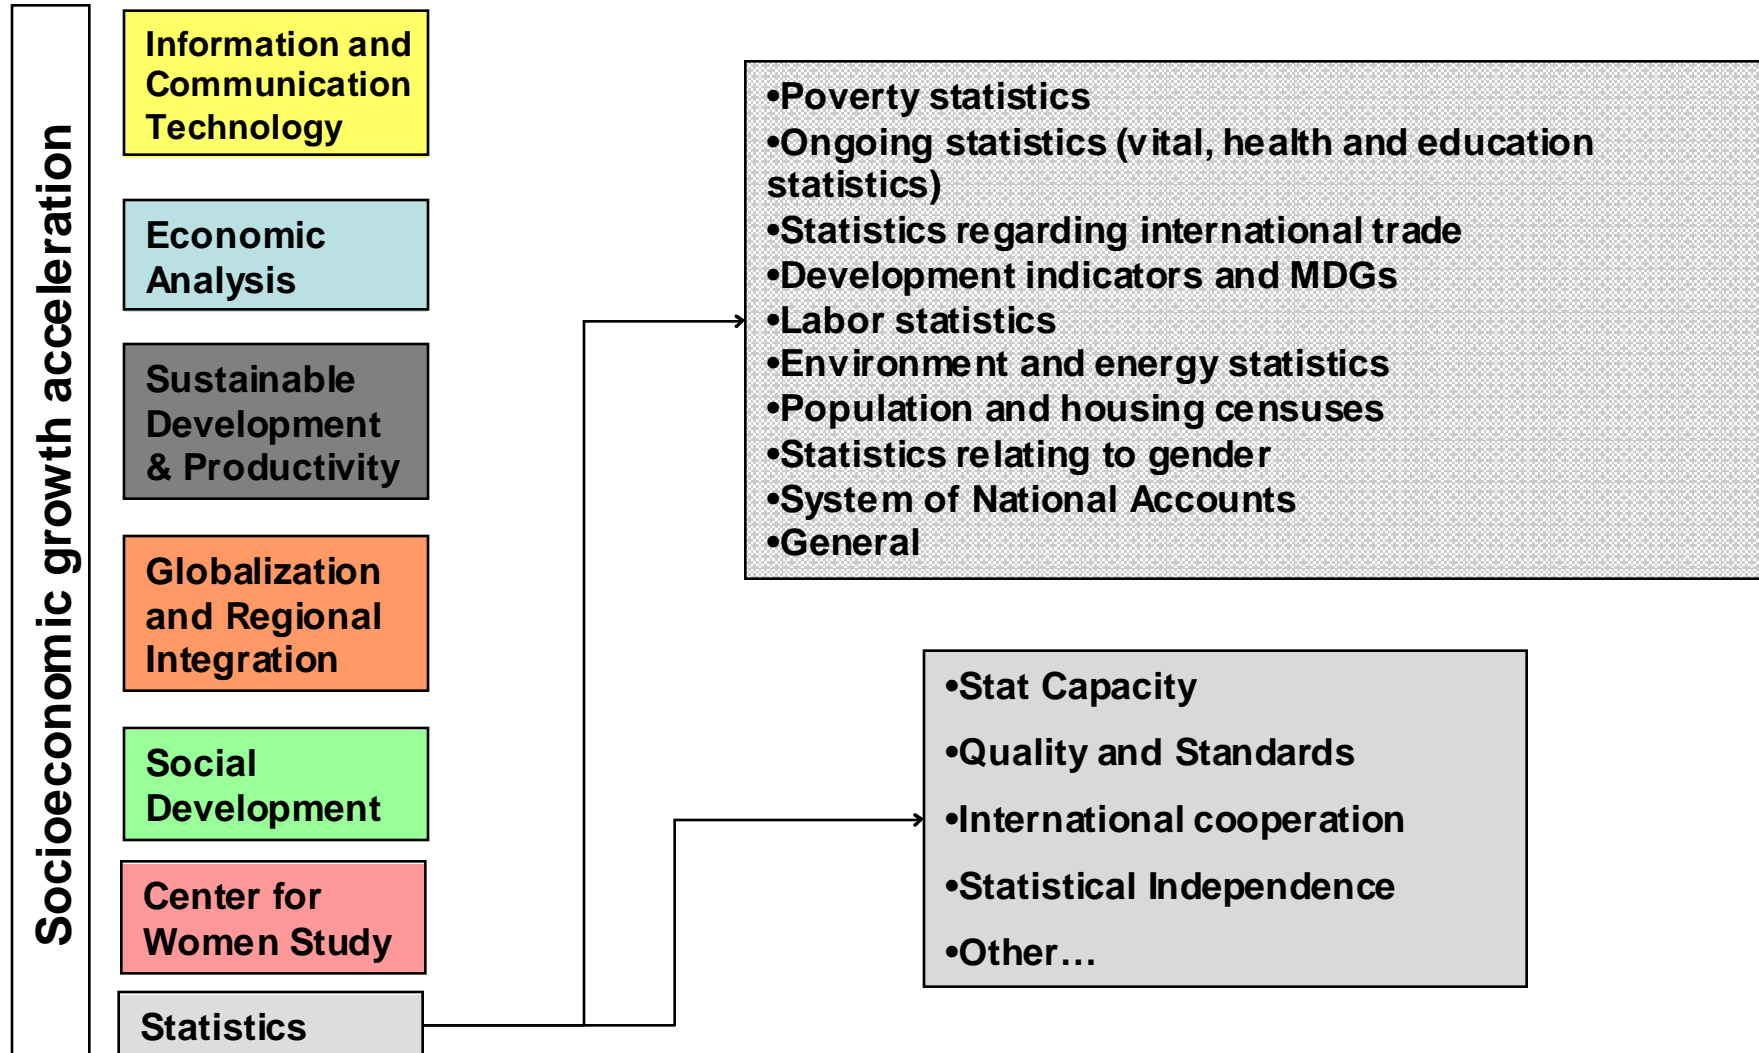 Socioeconomic growth acceleration
Information and
Communication
Technology
Economic
Analysis
Sustainable
Development
& Productivity
Globalization
and Regional
Integration
Social
Development
Center for
Women Study
Statistics
•Poverty statistics
•Ongoing statistics (vital, health and education
statistics)
•Statistics regarding international trade
•Development indicators and MDGs
•Labor statistics
•Environment and energy statistics
•Population and housing censuses
•Statistics relating to gender
•System of National Accounts
•General
•Stat Capacity
•Quality and Standards
•International cooperation
•Statistical Independence
•Other…